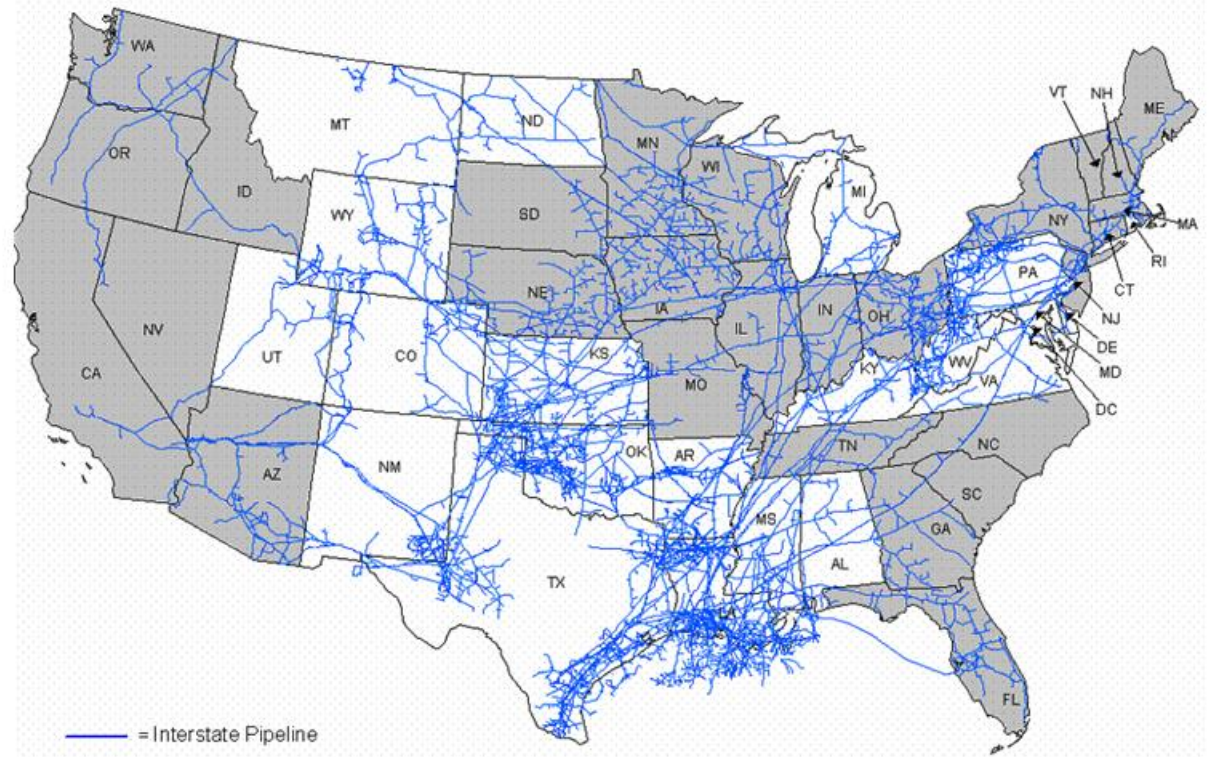 WA
MT
ND
MN
VT
NH
ME
OR
ID
WY
SD
WI
MI
NY
MA
RI
CT
NJ
DE
MD
DC
NV
UT
CO
NE
IA
IL
IN
OH
PA
WV
VA
KY
KS
MO
CA
AZ
NM
OK
AR
TN
NC
SC
GA
MS
AL
TX
LA
FL
= Interstate Pipeline